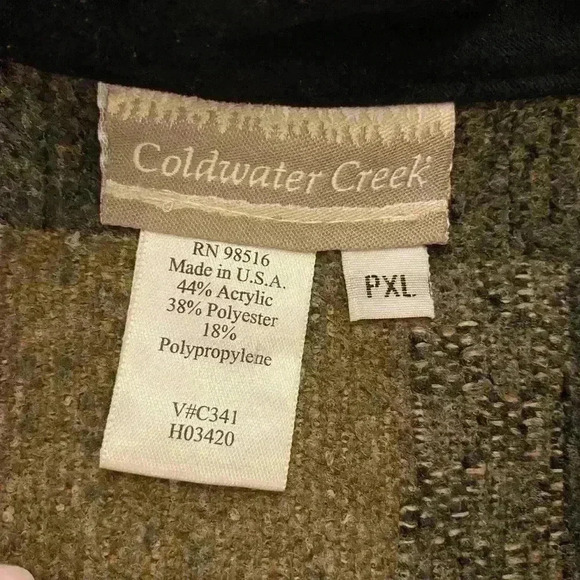 Coldwater Creek
RN 98516
Made in U.S.A.
44% Acrylic
38% Polyester
18%
Polypropylene
V#C341
H03420
PXL